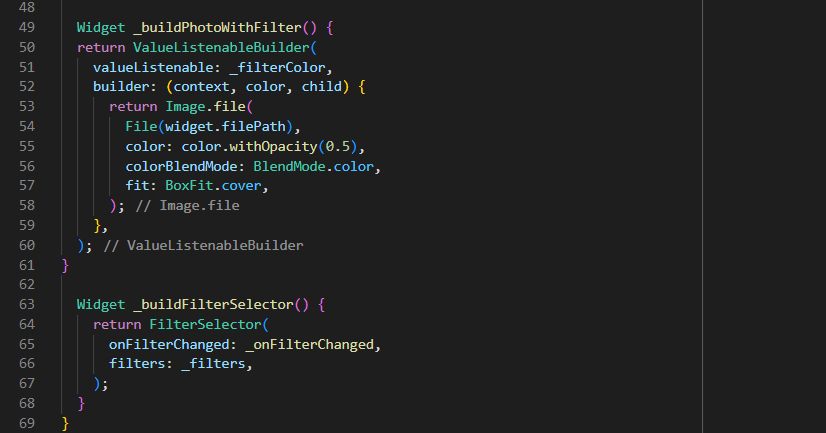 48
49 Widget _buildPhotoWithFilter() {
50 return ValueListenableBuilder(
51 valueListenable: _filterColor,
52 builder: (context, color, child) {
53 return Image.file(
54 File(widget.filePath),
55 color: color.withOpacity(0.5),
56 colorBlendMode: BlendMode.color,
57 fit: BoxFit.cover,
58 ); // Image.file
59 },
60 ); // ValueListenableBuilder
61 }
62
63 Widget _buildFilterSelector() {
64 return FilterSelector(
65 onFilterChanged: _onFilterChanged,
66 filters: _filters,
67 );
68 }
69 }